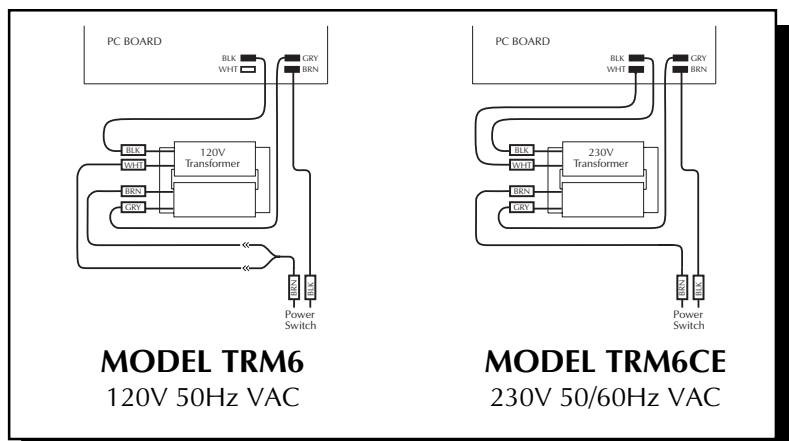 PC BOARD
BLK GRY
WHT BRN
BLK
WHT
BRN
GRY
120V
Transformer
BRN
BLK
Power
Switch
MODEL TRM6
120V 50Hz VAC
PC BOARD
BLK GRY
WHT BRN
BLK
WHT
BRN
GRY
230V
Transformer
BRN
BLK
Power
Switch
MODEL TRM6CE
230V 50/60Hz VAC